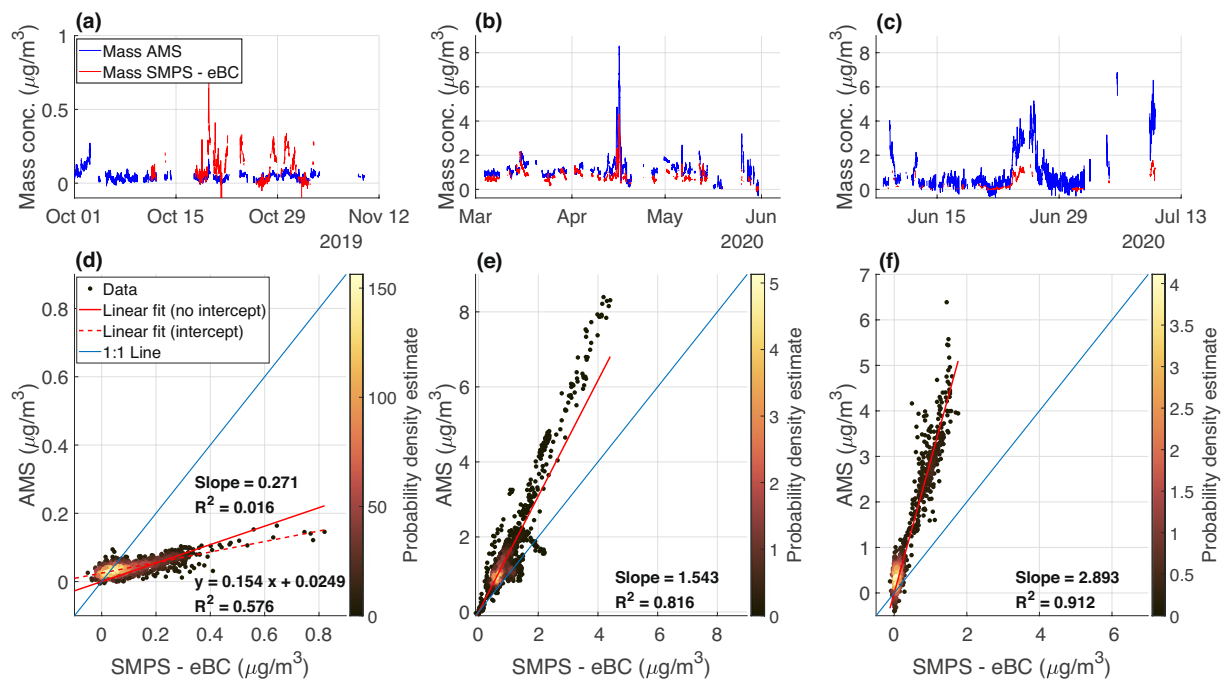 (a)
(b)
(c)
Mass conc. (μg/m³)
1
0.5
0
Mass AMS
Mass SMPS - eBC
Oct 01
Oct 15
Oct 29
Nov 12
2019
Mass conc. (μg/m³)
8
6
4
2
0
Mar
Apr
May
Jun
2020
Mass conc. (μg/m³)
8
6
4
2
0
Jun 15
Jun 29
Jul 13
2020
(d)
(e)
(f)
AMS (μg/m³)
0.8
0.6
0.4
0.2
0
Data
Linear fit (no intercept)
Linear fit (intercept)
1:1 Line
Slope = 0.271
R² = 0.016
y = 0.154 x + 0.0249
R² = 0.576
0
0.2
0.4
0.6
0.8
SMPS - eBC (μg/m³)
150
100
50
0
Probability density estimate
AMS (μg/m³)
8
6
4
2
0
Slope = 1.543
R² = 0.816
0
2
4
6
8
SMPS - eBC (μg/m³)
5
4
3
2
1
0
Probability density estimate
AMS (μg/m³)
7
6
5
4
3
2
1
0
Slope = 2.893
R² = 0.912
0
2
4
6
SMPS - eBC (μg/m³)
4
3.5
3
2.5
2
1.5
1
0.5
0
Probability density estimate